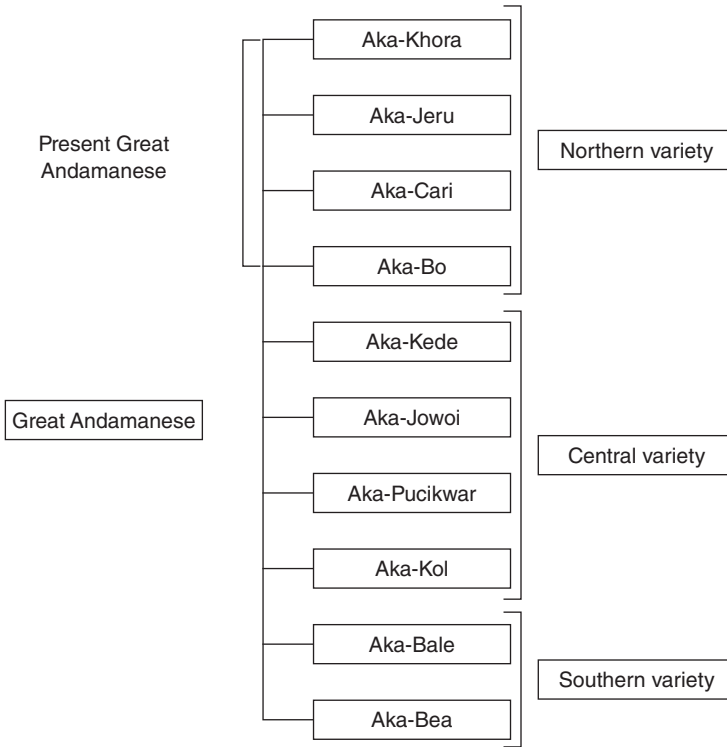 Aka-Khora
Aka-Jeru
Present Great
Andamanese
Northern variety
Aka-Cari
Aka-Bo
Aka-Kede
Great Andamanese
Aka-Jowoi
Central variety
Aka-Pucikwar
Aka-Kol
Aka-Bale
Southern variety
Aka-Bea